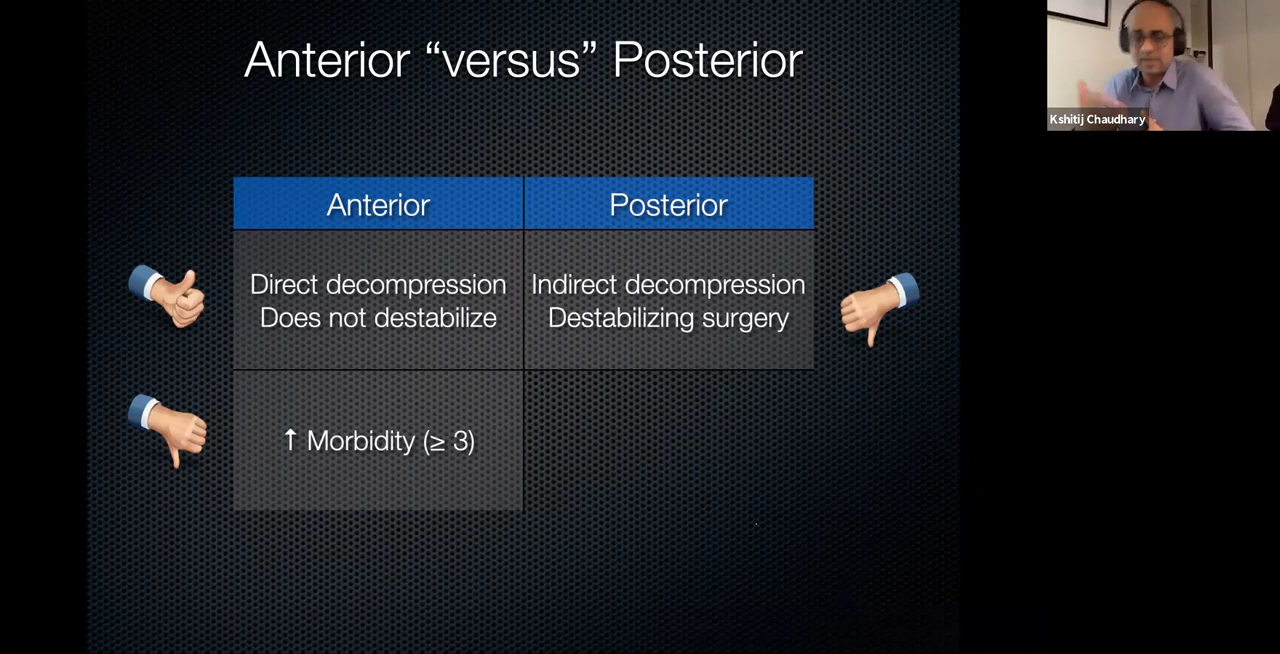 Anterior “versus” Posterior
Kshitij Chaudhary
Anterior
Posterior
Direct decompression
Does not destabilize
Indirect decompression
Destabilizing surgery
↑ Morbidity (≥ 3)